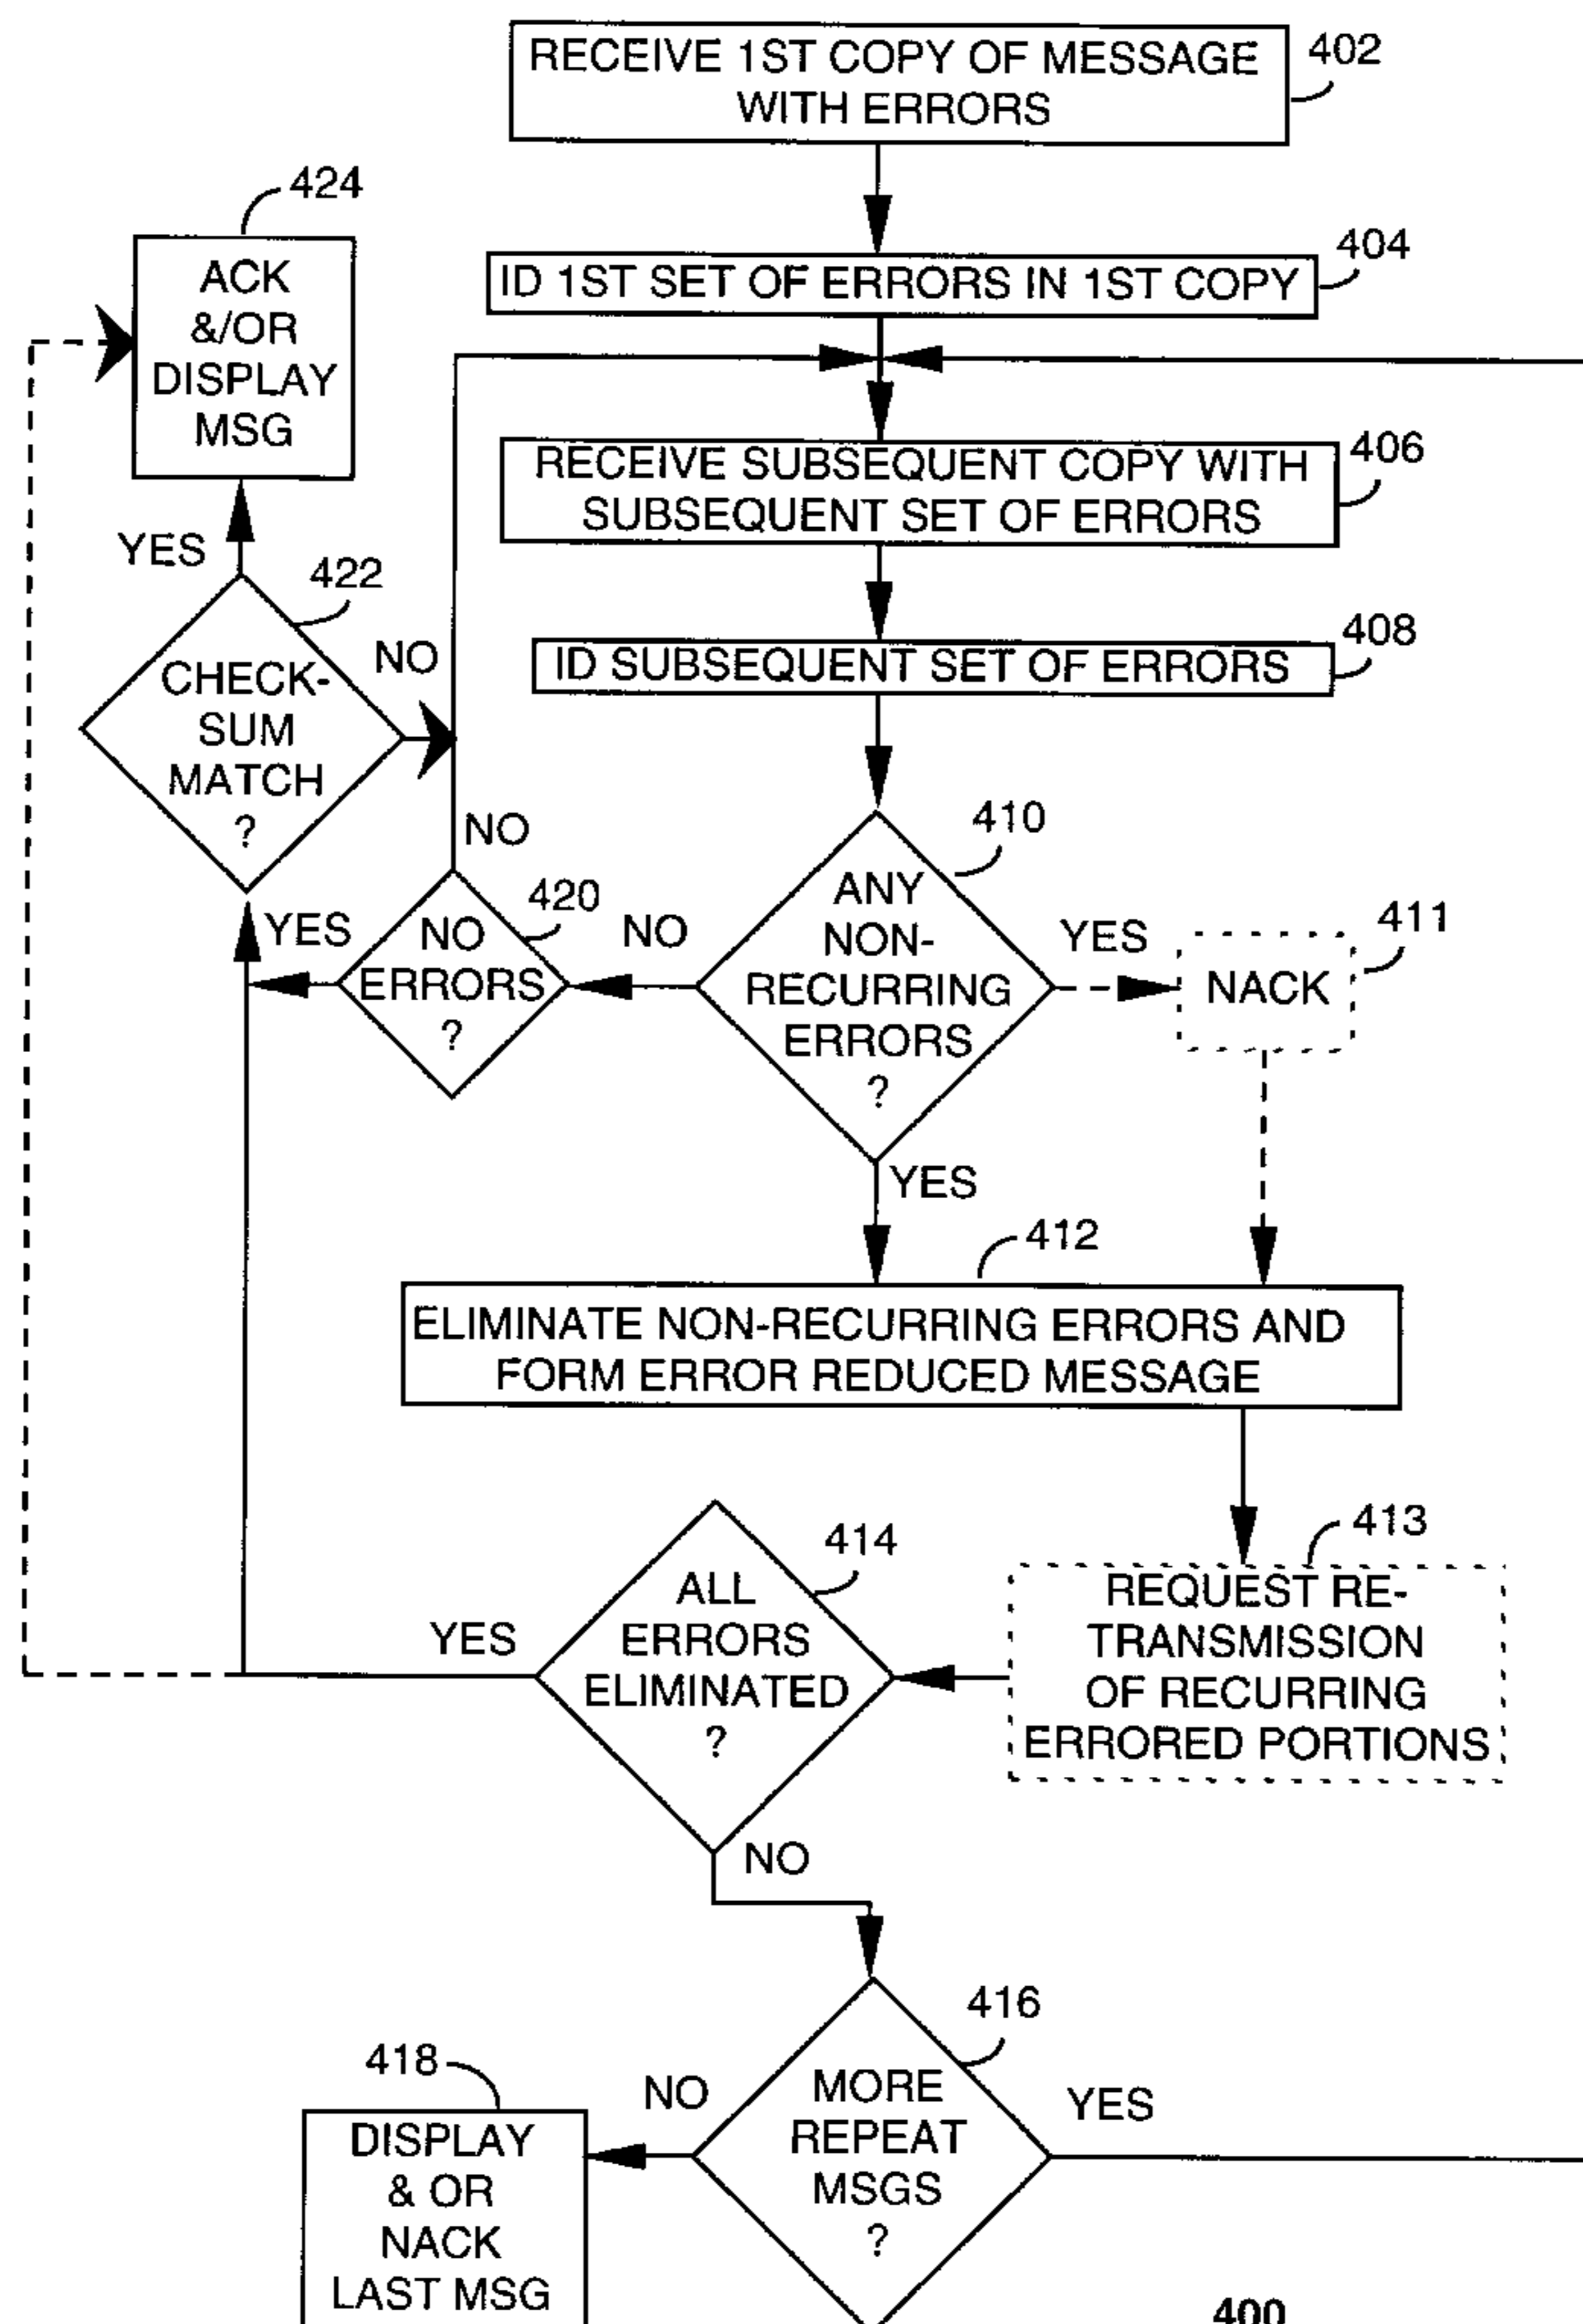 RECEIVE 1ST COPY OF MESSAGE
WITH ERRORS
402
424
ACK
&/OR
DISPLAY
MSG
ID 1ST SET OF ERRORS IN 1ST COPY
404
RECEIVE SUBSEQUENT COPY WITH
SUBSEQUENT SET OF ERRORS
406
YES
422
CHECK-
SUM
MATCH
?
NO
ID SUBSEQUENT SET OF ERRORS
408
NO
410
ANY
NON-
RECURRING
ERRORS
?
420
NO
ERRORS
?
YES
NO
YES
411
NACK
YES
412
ELIMINATE NON-RECURRING ERRORS AND
FORM ERROR REDUCED MESSAGE
413
REQUEST RE-
TRANSMISSION
OF RECURRING
ERRORED PORTIONS
414
ALL
ERRORS
ELIMINATED
?
YES
NO
416
MORE
REPEAT
MSGS
?
NO
YES
418
DISPLAY
& OR
NACK
LAST MSG
400